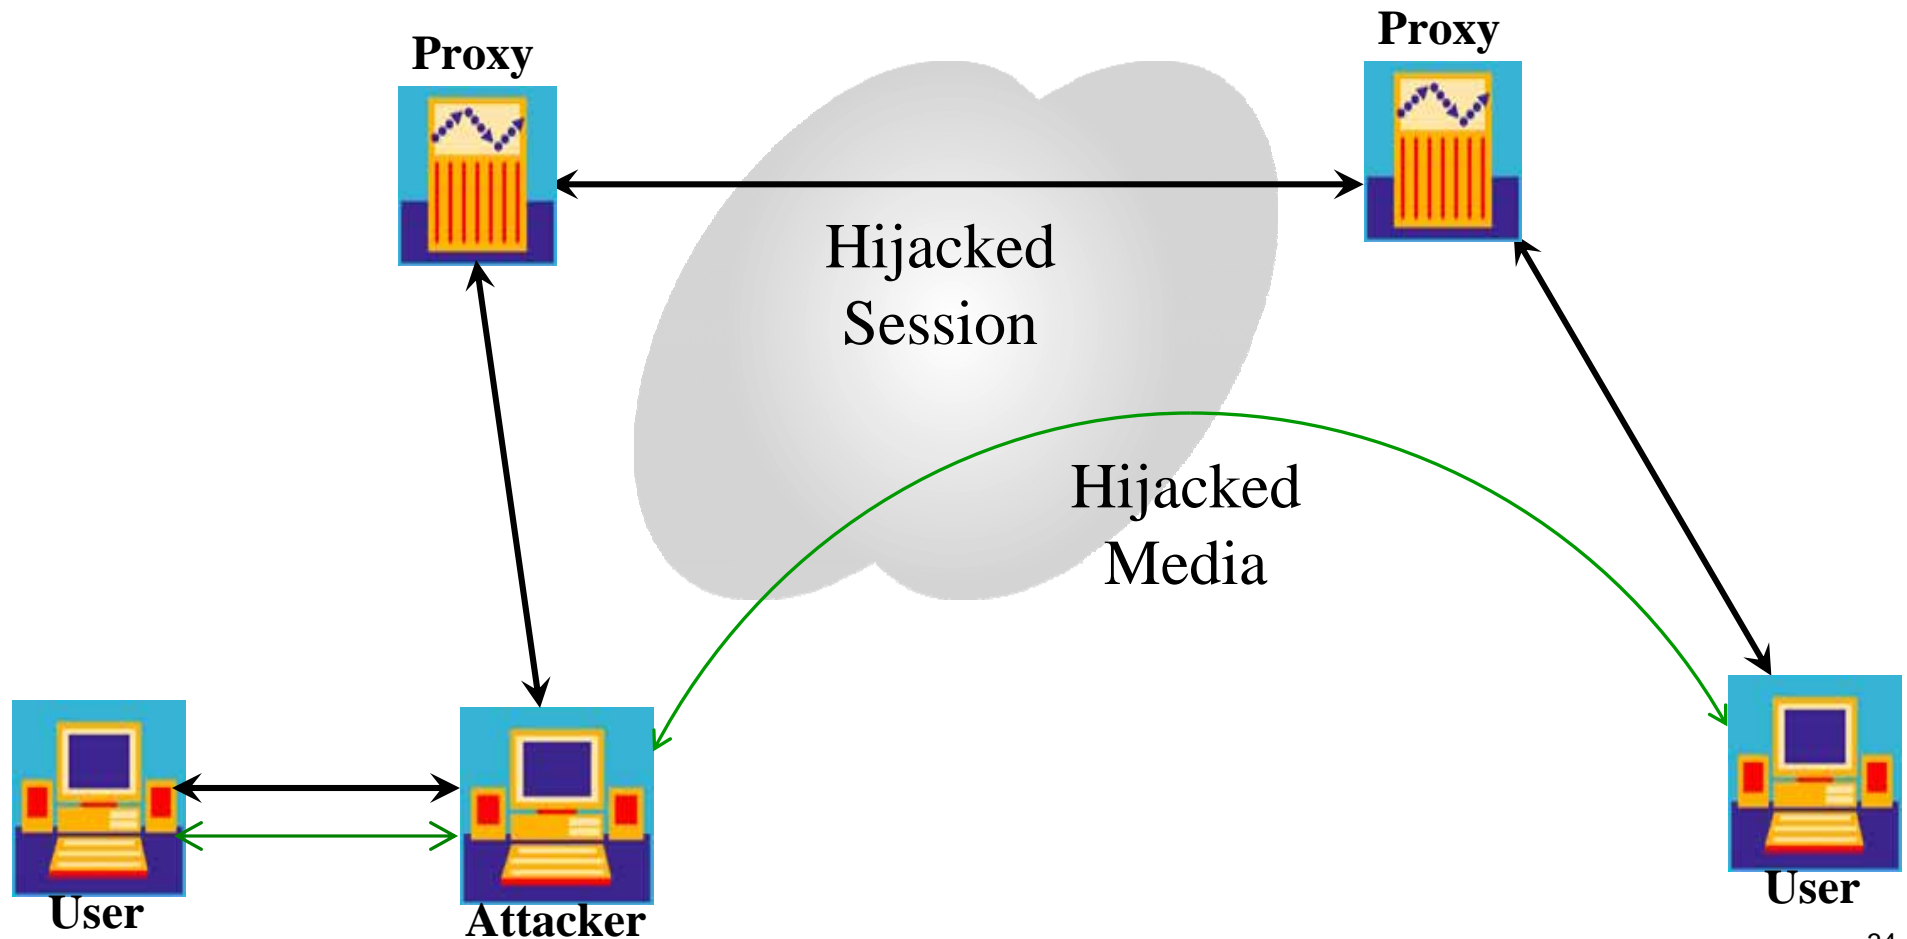 Proxy
Proxy
Hijacked
Session
Hijacked
Media
User
Attacker
User